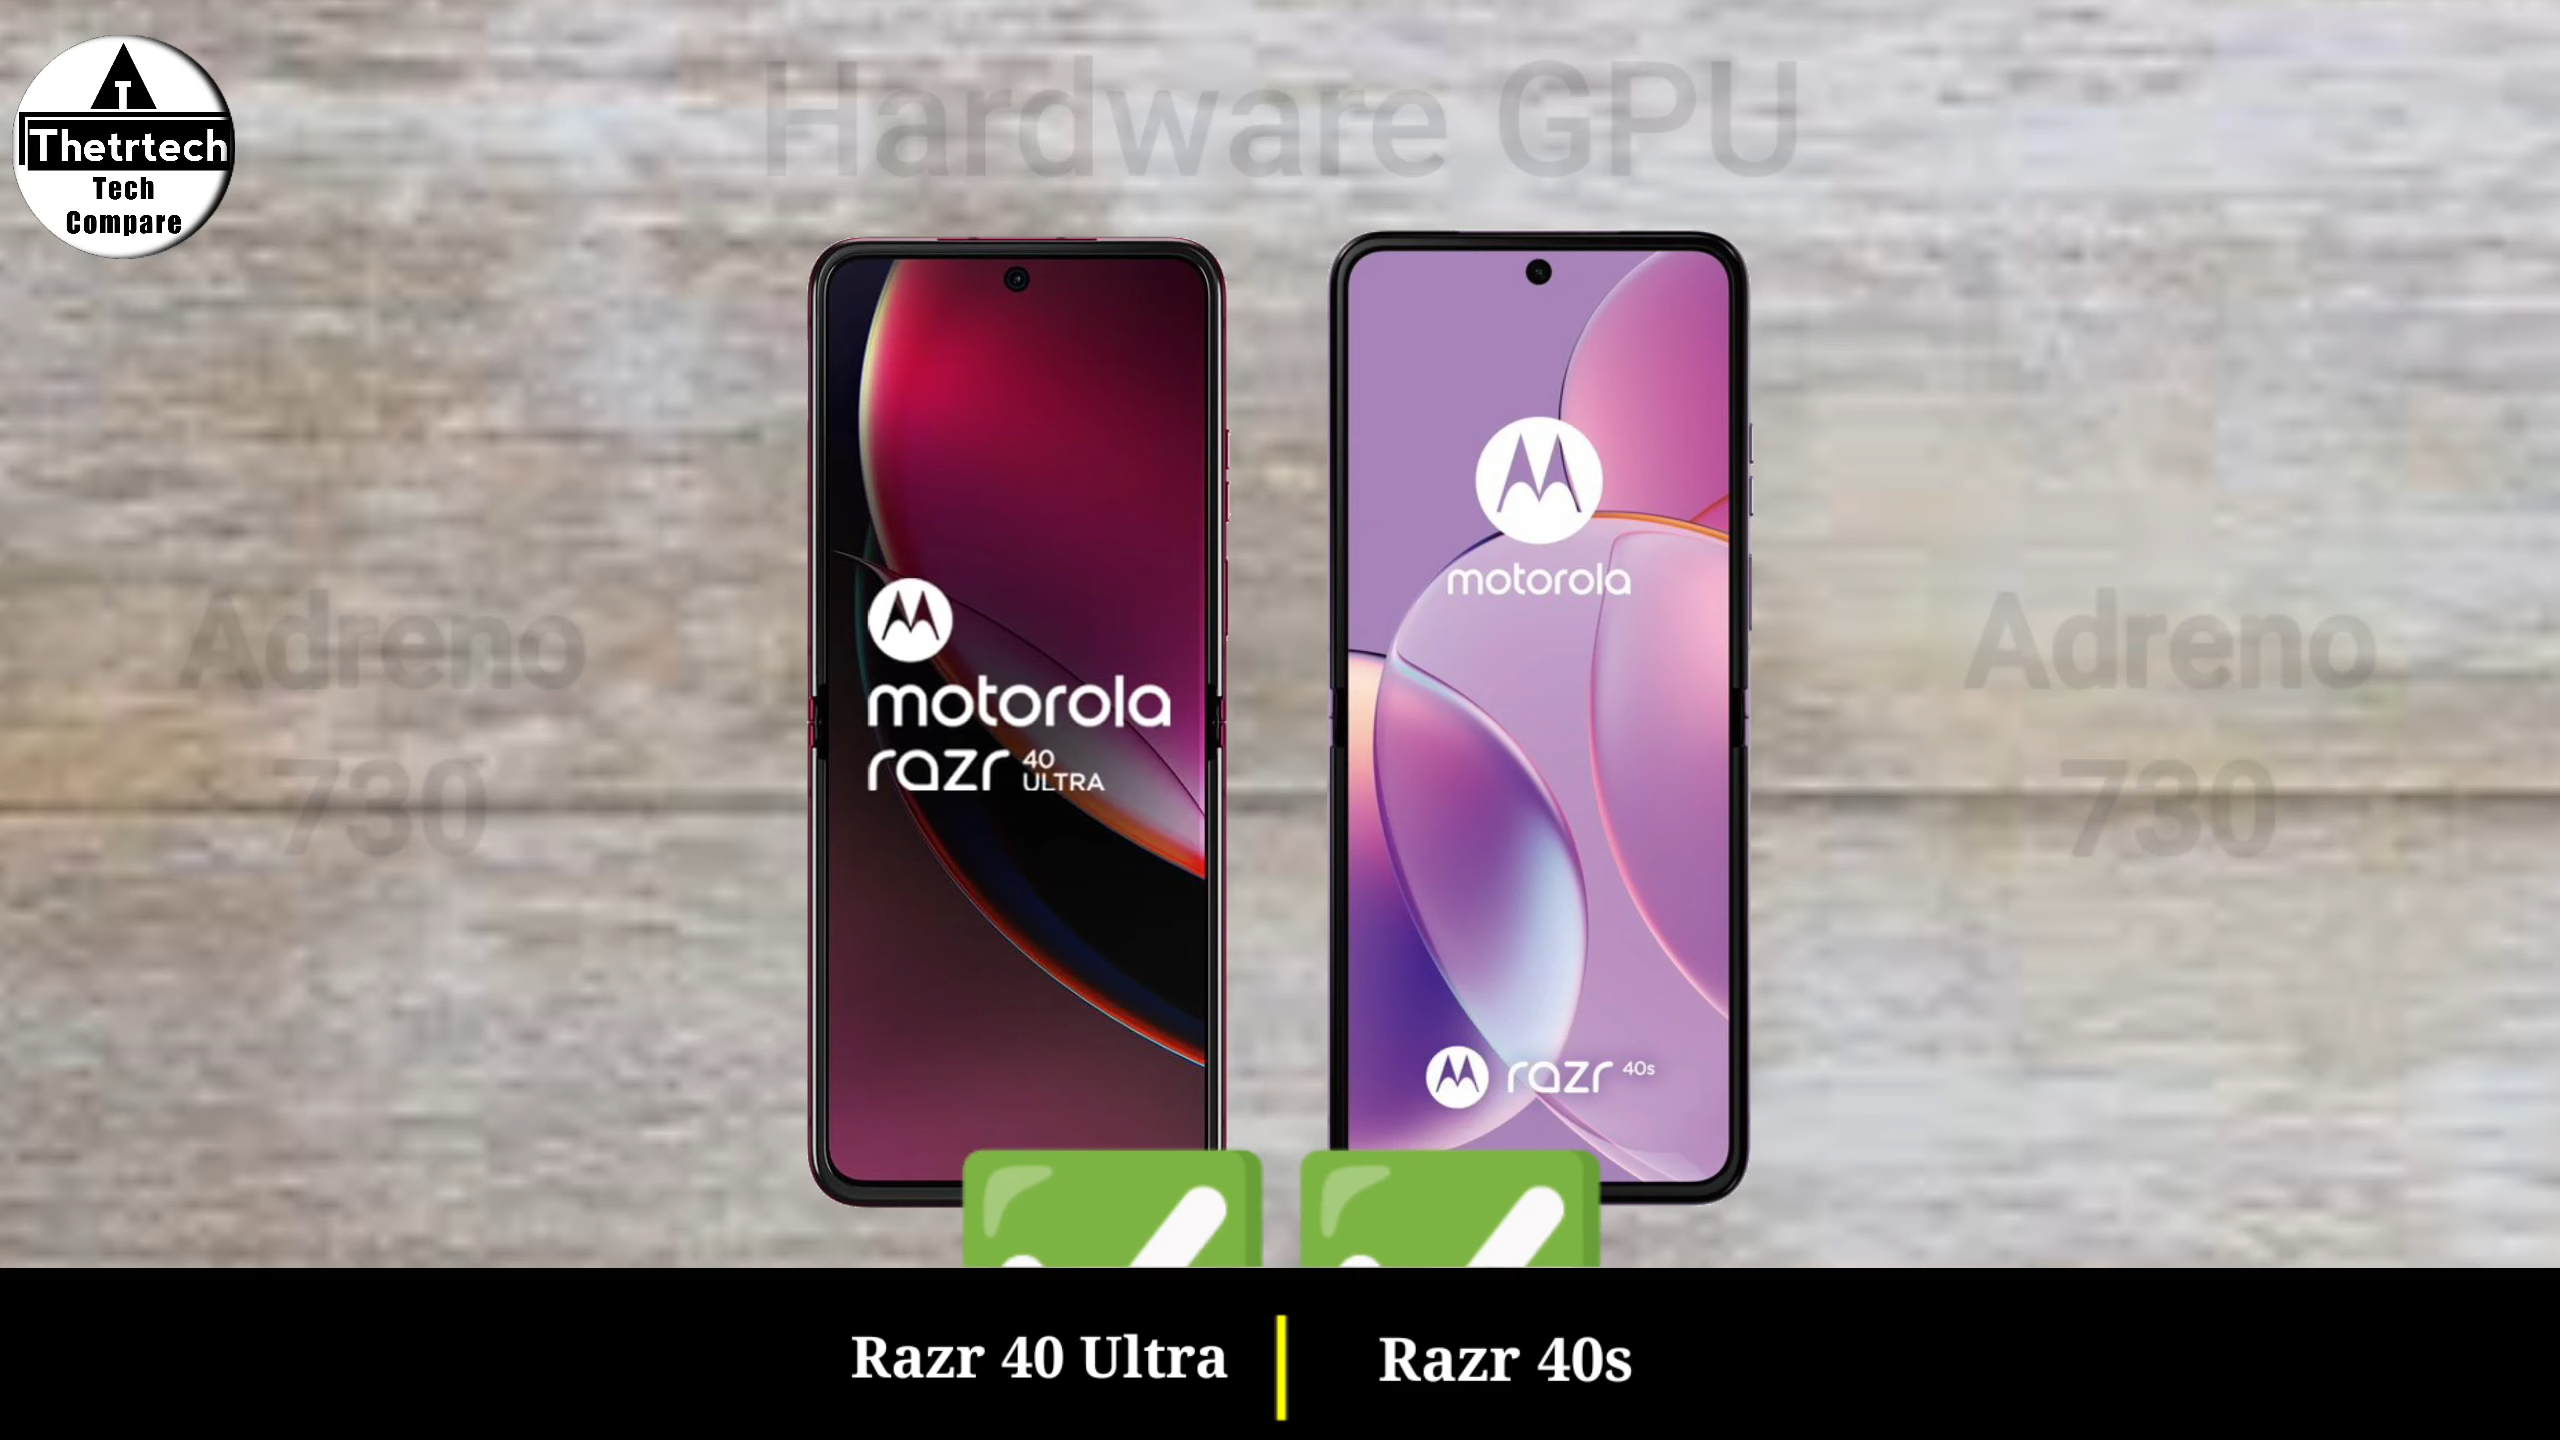 T
Thetrtech
Tech
Compare
Hardware GPU
Adreno
730
motorola
razr 40
ULTRA
motorola
razr 40s
Adreno
730
Razr 40 Ultra
Razr 40s